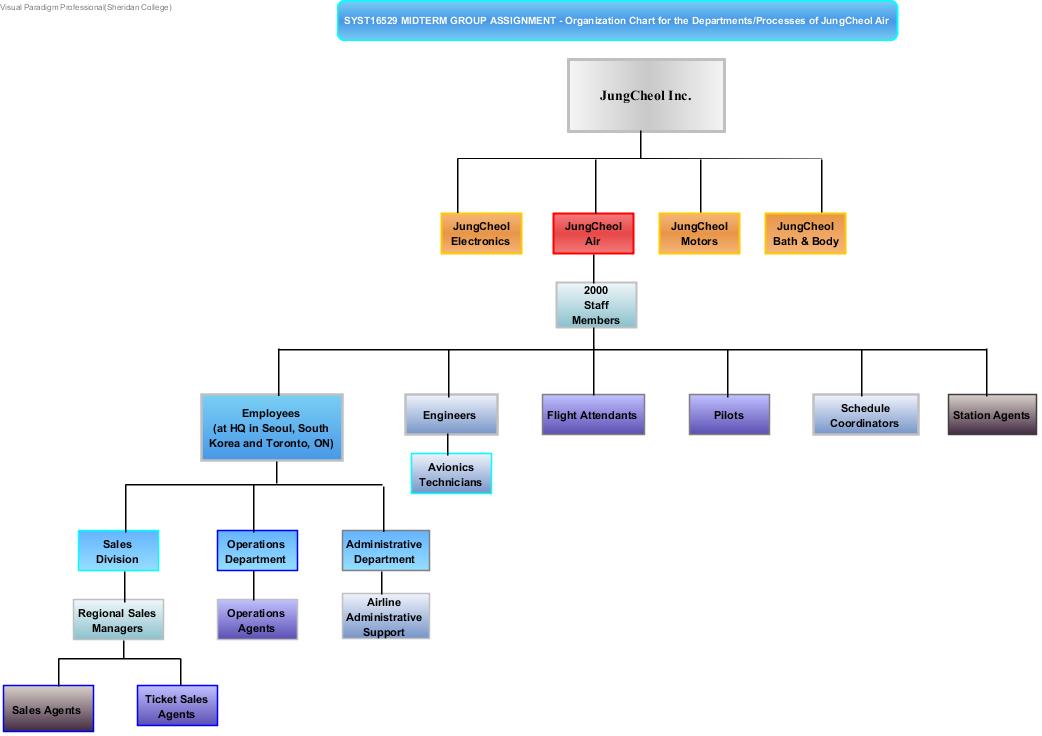 Visual Paradigm Professional(Sheridan College)
SYST16529 MIDTERM GROUP ASSIGNMENT - Organization Chart for the Departments/Processes of JungCheol Air
JungCheol Inc.
JungCheol
Electronics
JungCheol
Air
JungCheol
Motors
JungCheol
Bath & Body
2000
Staff
Members
Employees
(at HQ in Seoul, South
Korea and Toronto, ON)
Engineers
Flight Attendants
Pilots
Schedule
Coordinators
Station Agents
Avionics
Technicians
Sales
Division
Operations
Department
Administrative
Department
Regional Sales
Managers
Operations
Agents
Airline
Administrative
Support
Sales Agents
Ticket Sales
Agents